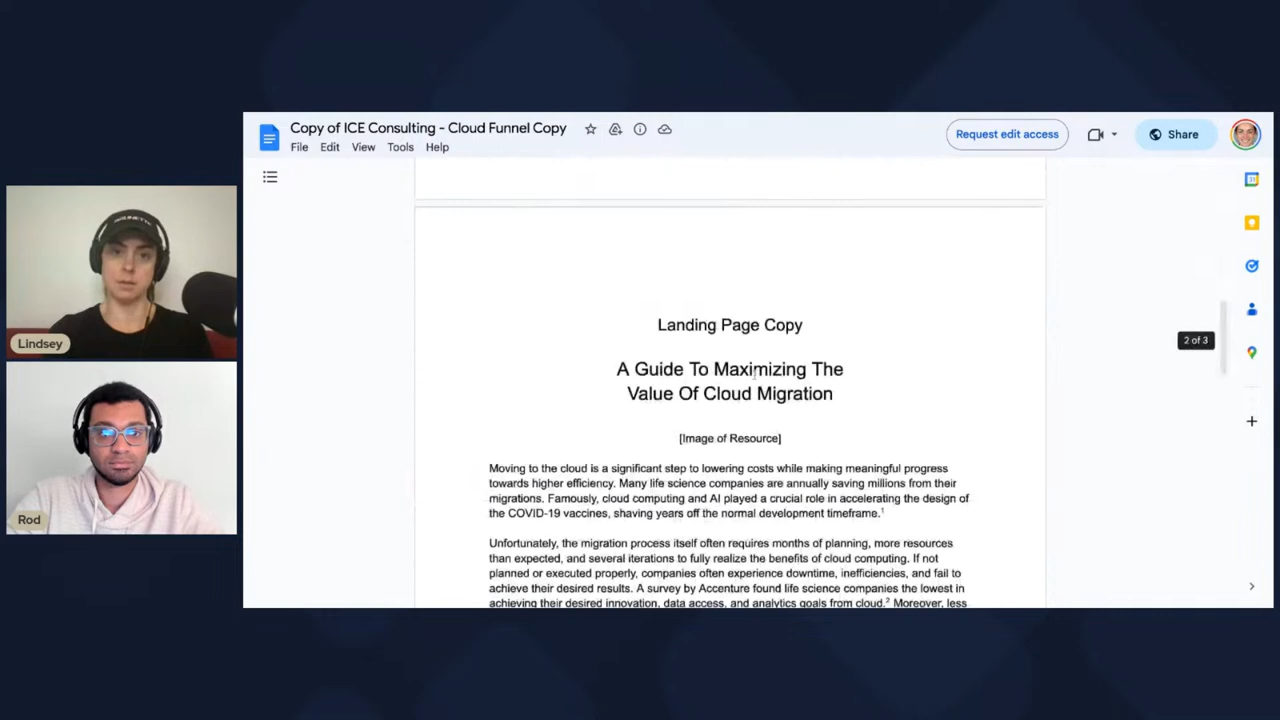 Copy of ICE Consulting - Cloud Funnel Copy
File Edit View Tools Help
Request edit access
Share
Lindsey
Rod
31
2 of 3
Landing Page Copy
A Guide To Maximizing The
Value Of Cloud Migration
[Image of Resource]
Moving to the cloud is a significant step to lowering costs while making meaningful progress
towards higher efficiency. Many life science companies are annually saving millions from their
migrations. Famously, cloud computing and AI played a crucial role in accelerating the design of
the COVID-19 vaccines, shaving years off the normal development timeframe.¹
Unfortunately, the migration process itself often requires months of planning, more resources
than expected, and several iterations to fully realize the benefits of cloud computing. If not
planned or executed properly, companies often experience downtime, inefficiencies, and fail to
achieve their desired results. A survey by Accenture found life science companies the lowest in
achieving their desired innovation, data access, and analytics goals from cloud.² Moreover, less